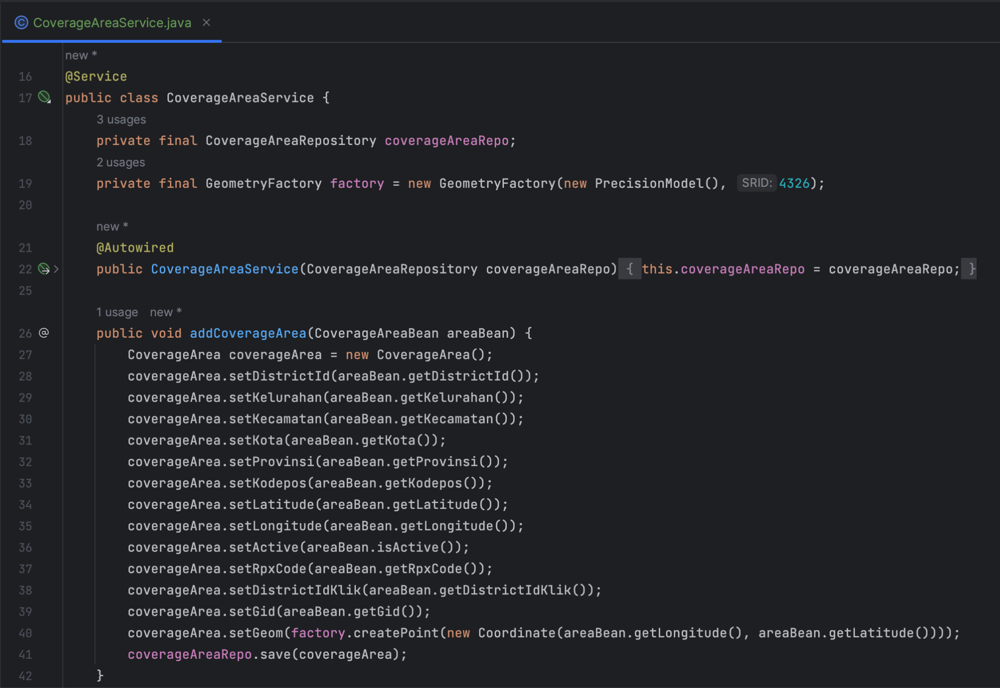 CoverageAreaService.java
new *
16 @Service
17 public class CoverageAreaService {
3 usages
18 private final CoverageAreaRepository coverageAreaRepo;
2 usages
19 private final GeometryFactory factory = new GeometryFactory(new PrecisionModel(), SRID: 4326);
20
new *
21 @Autowired
22 public CoverageAreaService(CoverageAreaRepository coverageAreaRepo) { this.coverageAreaRepo = coverageAreaRepo; }
25
1 usage new *
26 @ public void addCoverageArea(CoverageAreaBean areaBean) {
27 CoverageArea coverageArea = new CoverageArea();
28 coverageArea.setDistrictId(areaBean.getDistrictId());
29 coverageArea.setKelurahan(areaBean.getKelurahan());
30 coverageArea.setKecamatan(areaBean.getKecamatan());
31 coverageArea.setKota(areaBean.getKota());
32 coverageArea.setProvinsi(areaBean.getProvinsi());
33 coverageArea.setKodepos(areaBean.getKodepos());
34 coverageArea.setLatitude(areaBean.getLatitude());
35 coverageArea.setLongitude(areaBean.getLongitude());
36 coverageArea.setActive(areaBean.isActive());
37 coverageArea.setRpxCode(areaBean.getRpxCode());
38 coverageArea.setDistrictIdKlik(areaBean.getDistrictIdKlik());
39 coverageArea.setGid(areaBean.getGid());
40 coverageArea.setGeom(factory.createPoint(new Coordinate(areaBean.getLongitude(), areaBean.getLatitude())));
41 coverageAreaRepo.save(coverageArea);
42 }